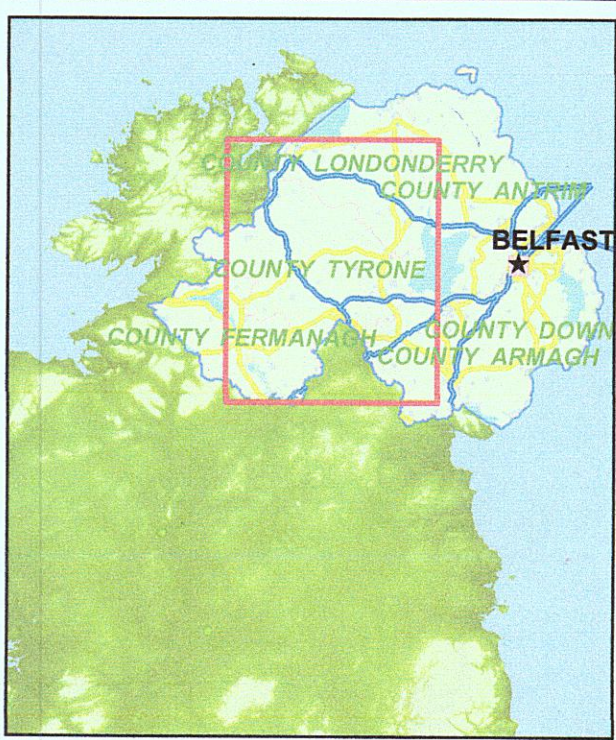 COUNTY LONDONDERRY
COUNTY ANTRIM
BELFAST
COUNTY TYRONE
COUNTY FERMANAGH
COUNTY DOWN
COUNTY ARMAGH